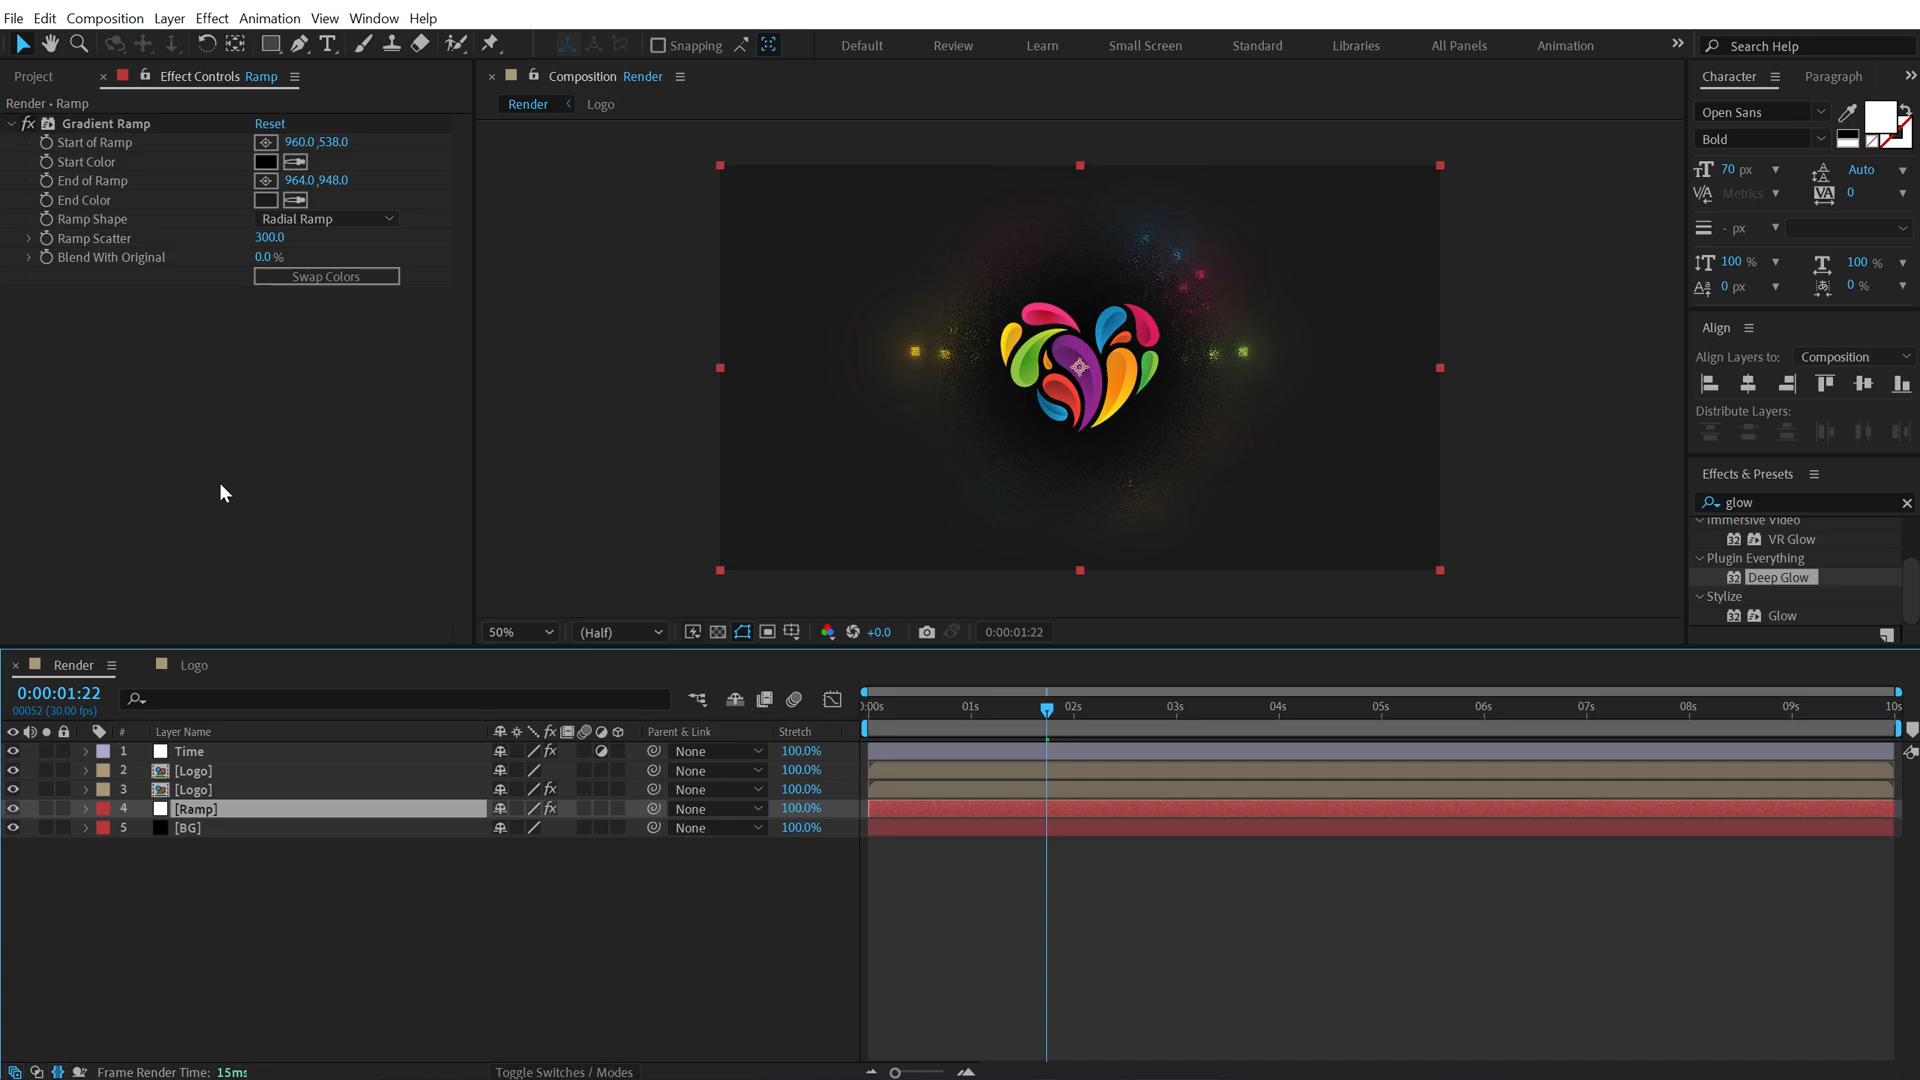 File Edit Composition Layer Effect Animation View Window Help
Snapping
Default Review Learn Small Screen Standard Libraries All Panels Animation
Search Help
Project Effect Controls Ramp
Composition Render
Character Paragraph
Render • Ramp
Render Logo
Gradient Ramp Reset
Start of Ramp 960.0,538.0
Start Color
End of Ramp 964.0,948.0
End Color
Ramp Shape Radial Ramp
Ramp Scatter 300.0
Blend With Original 0.0 %
Swap Colors
Open Sans
Bold
70 px Auto
Metrics 0
- px
100 % 100 %
0 px 0 %
Align
Align Layers to: Composition
Distribute Layers:
Effects & Presets
glow
Immersive Video
32 VR Glow
Plugin Everything
32 Deep Glow
Stylize
32 Glow
50% (Half) +0.0 0:00:01:22
Render Logo
0:00:01:22
00052 (30.00 fps)
0:00s 01s 02s 03s 04s 05s 06s 07s 08s 09s 10s
# Layer Name fx Parent & Link Stretch
1 Time fx None 100.0%
2 [Logo] None 100.0%
3 [Logo] fx None 100.0%
4 [Ramp] fx None 100.0%
5 [BG] None 100.0%
Frame Render Time: 15ms
Toggle Switches / Modes